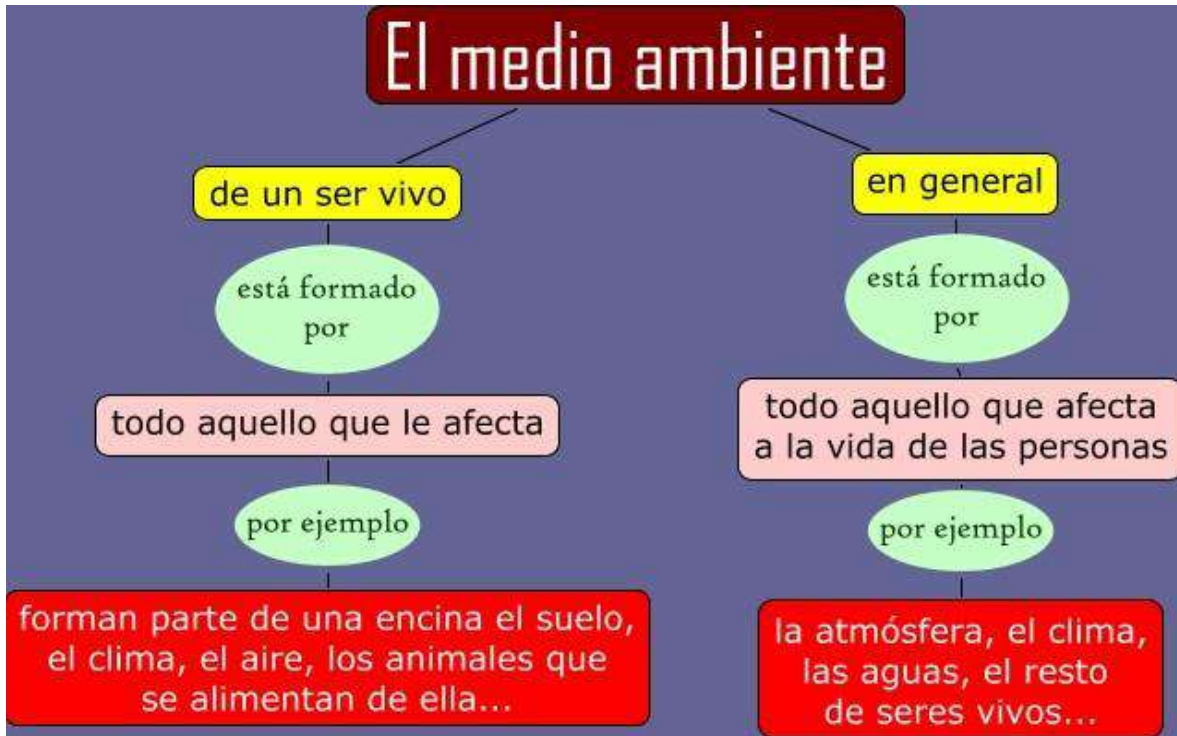 El medio ambiente
de un ser vivo
está formado
por
todo aquello que le afecta
por ejemplo
forman parte de una encina el suelo,
el clima, el aire, los animales que
se alimentan de ella...
en general
está formado
por
todo aquello que afecta
a la vida de las personas
por ejemplo
la atmósfera, el clima,
las aguas, el resto
de seres vivos...